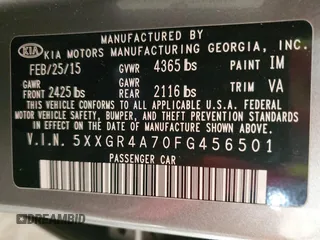 MANUFACTURED BY
KIA KIA MOTORS MANUFACTURING GEORGIA, INC.
FEB/25/15 GVWR 4365 lbs PAINT IM
GAWR GAWR
FRONT 2425 lbs REAR 2116 lbs TRIM VA
THIS VEHICLE CONFORMS TO ALL APPLICABLE U.S.A. FEDERAL
MOTOR VEHICLE SAFETY, BUMPER, AND THEFT PREVENTION STANDARDS
IN EFFECT ON THE DATE OF MANUFACTURE SHOWN ABOVE.
V.I.N. 5XXGR4A70FG456501
PASSENGER CAR
DREAMBID